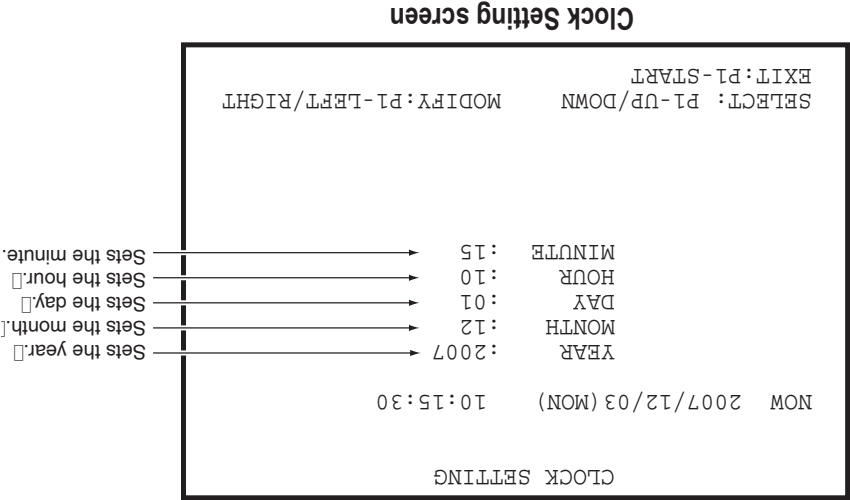 CLOCK SETTING
NOW 2007/12/03(MON) 10:15:30
YEAR :2007 Sets the year.
MONTH :12 Sets the month.
DAY :01 Sets the day.
HOUR :10 Sets the hour.
MINUTE :15 Sets the minute.
SELECT: P1-UP/DOWN MODIFY:P1-LEFT/RIGHT
EXIT:P1-START
Clock Setting screen